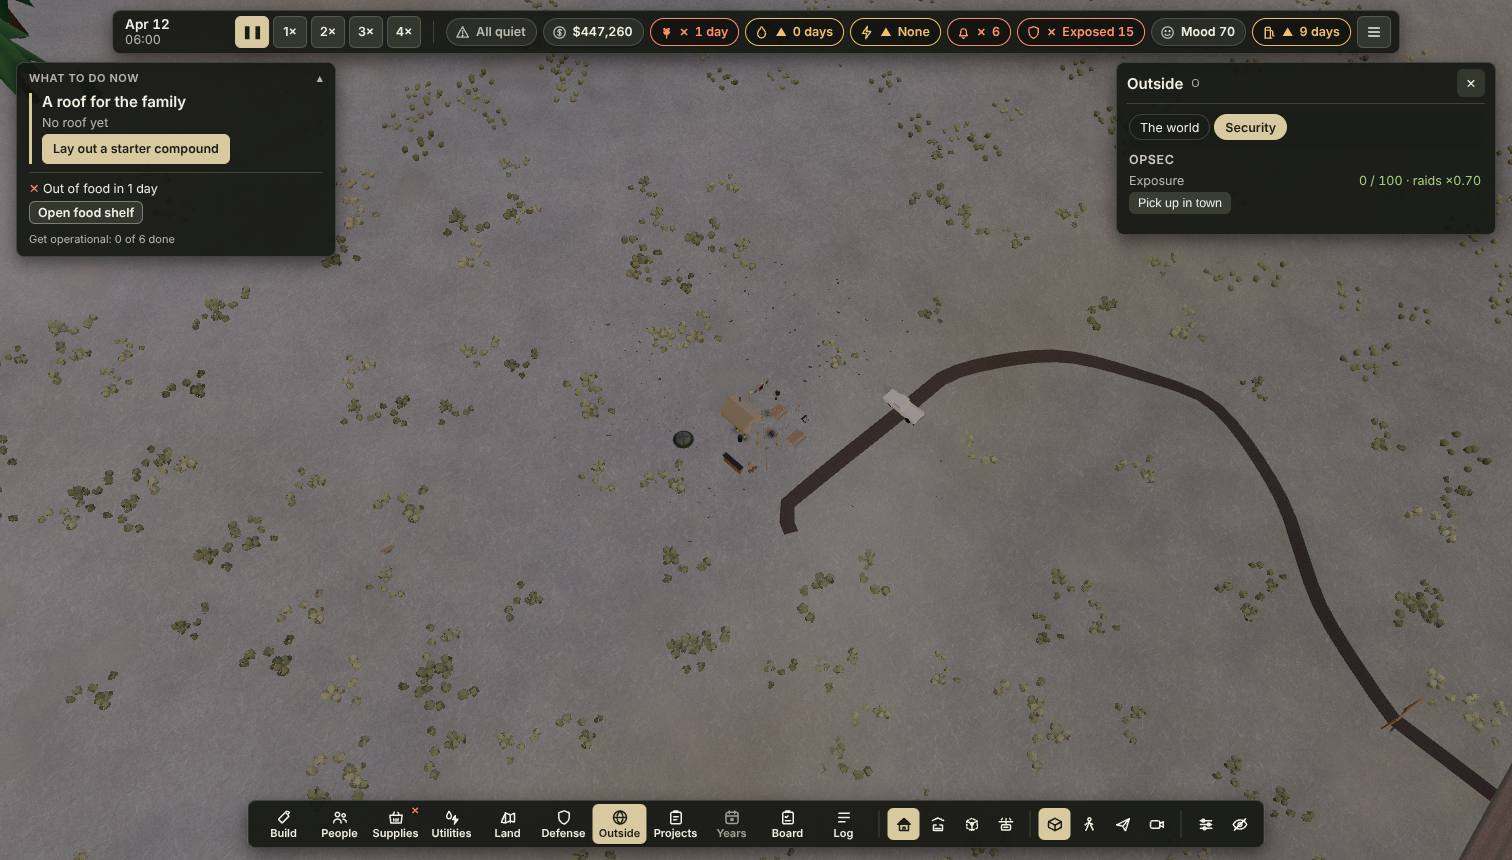 Apr 12
06:00
1×
2×
3×
4×
All quiet
$447,260
× 1 day
▲ 0 days
▲ None
× 6
× Exposed 15
Mood 70
▲ 9 days
WHAT TO DO NOW
A roof for the family
No roof yet
Lay out a starter compound
× Out of food in 1 day
Open food shelf
Get operational: 0 of 6 done
Outside O
The world
Security
OPSEC
Exposure
0 / 100 · raids ×0.70
Pick up in town
Build
People
Supplies
Utilities
Land
Defense
Outside
Projects
Years
Board
Log